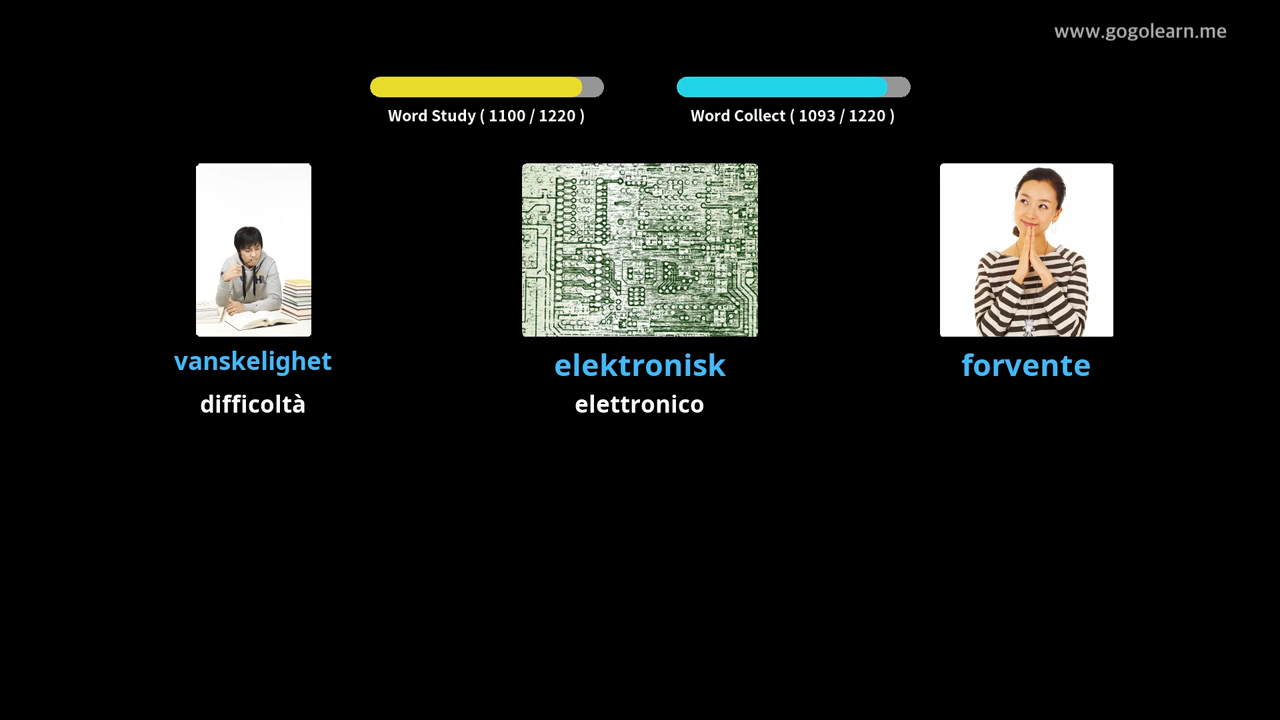 www.gogolearn.me
Word Study ( 1100 / 1220 )
Word Collect ( 1093 / 1220 )
vanskelighet
elektronisk
forvente
difficoltà
elettronico